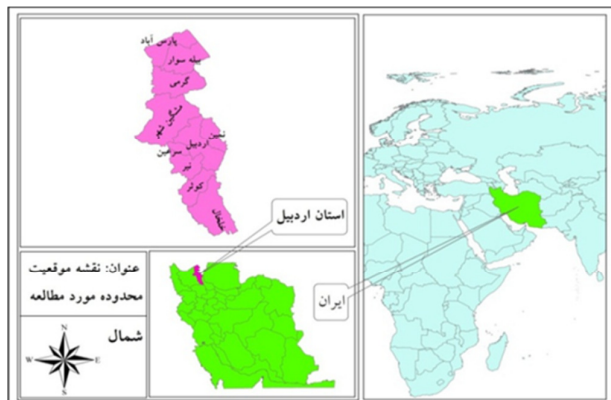 پارس آباد
بیله سوار
گرمی
مشگین شهر
نمین
اردبیل
سرعین
نیر
کوثر
خلخال
استان اردبیل
عنوان: نقشه موقعیت
محدوده مورد مطالعه
شمال
N
W
E
S
ایران